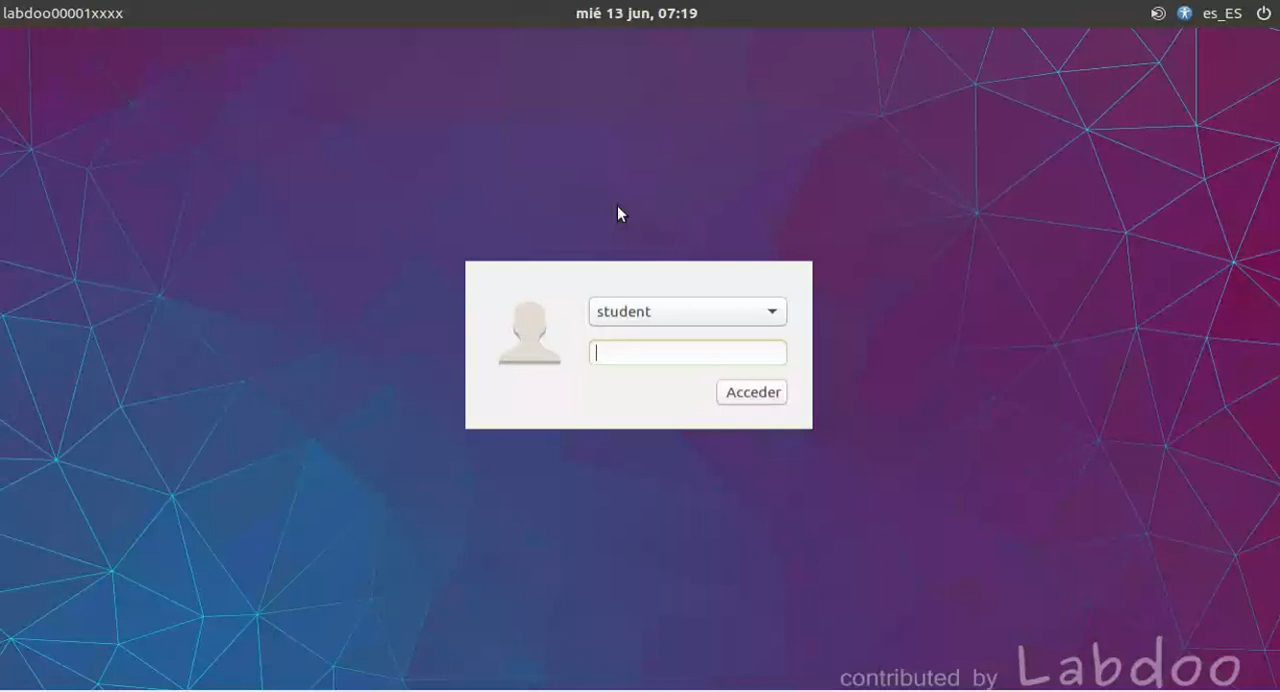 labdoo00001xxxx mié 13 jun, 07:19 es_ES
student
Acceder
contributed by Labdoo